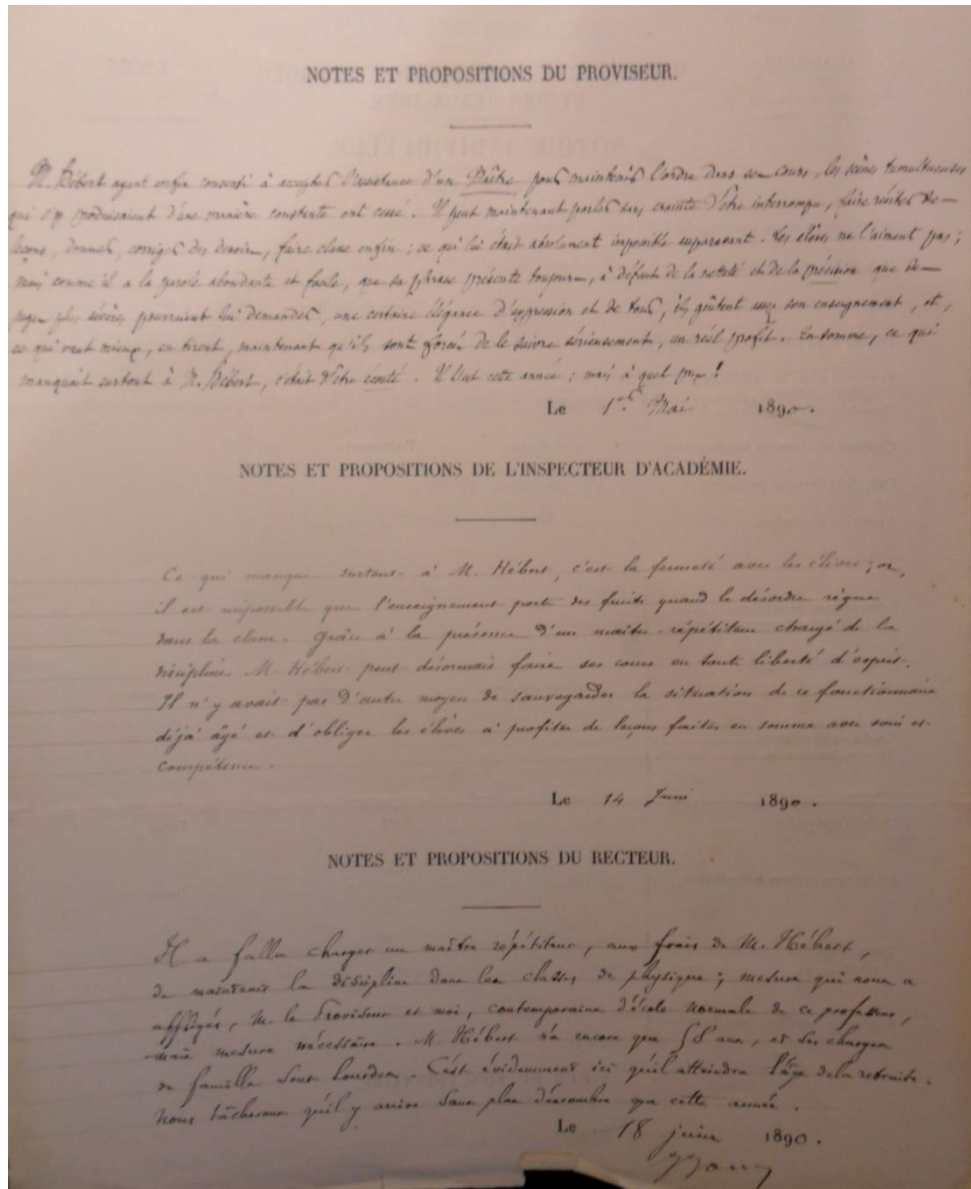 NOTES ET PROPOSITIONS DU PROVISEUR.
M. Hébert ayant enfin consenti à accepter l'assistance d'un Maître pour maintenir l'ordre dans son cours, les scènes tumultueuses
qui s'y produisaient d'une manière constante ont cessé. Il peut maintenant parler sans crainte d'être interrompu, faire réciter des
leçons, donner, corriger des devoirs, faire classe enfin ; ce qui lui était absolument impossible auparavant. Les élèves ne l'aiment pas ;
mais comme il a la parole abondante et facile, que sa phrase présente toujours, à défaut de la netteté et de la précision que des
juges plus sévères pourraient lui demander, une certaine élégance d'expression et de tour, ils goûtent assez son enseignement, et,
ce qui vaut mieux, en tirent, maintenant qu'ils sont forcés de le suivre sérieusement, un réel profit. En somme, ce qui
manquait surtout à M. Hébert, c'était d'être écouté. Il l'est cette année ; mais à quel prix !
Le 1er Mai 1890.
NOTES ET PROPOSITIONS DE L'INSPECTEUR D'ACADÉMIE.
Ce qui manque surtout à M. Hébert, c'est la fermeté avec les élèves ; or,
il est impossible que l'enseignement porte des fruits quand le désordre règne
dans la classe. Grâce à la présence d'un maître-répétiteur chargé de la
discipline M. Hébert peut désormais faire ses cours en toute liberté d'esprit.
Il n'y avait pas d'autre moyen de sauvegarder la situation de ce fonctionnaire
déjà âgé et d'obliger les élèves à profiter de leçons faites en somme avec soin et
compétence.
Le 14 Juin 1890.
NOTES ET PROPOSITIONS DU RECTEUR.
Il a fallu charger un maître répétiteur, aux frais de M. Hébert,
de maintenir la discipline dans les classes de physique ; mesure qui nous a
affligés, M. le Proviseur et moi, contemporains d'école normale de ce professeur,
mais mesure nécessaire. M. Hébert n'a encore que 58 ans, et ses charges
de famille sont lourdes. C'est évidemment ici qu'il atteindra l'âge de la retraite.
Nous tâcherons qu'il y arrive sans plus d'encombre que cette année.
Le 18 juin 1890.